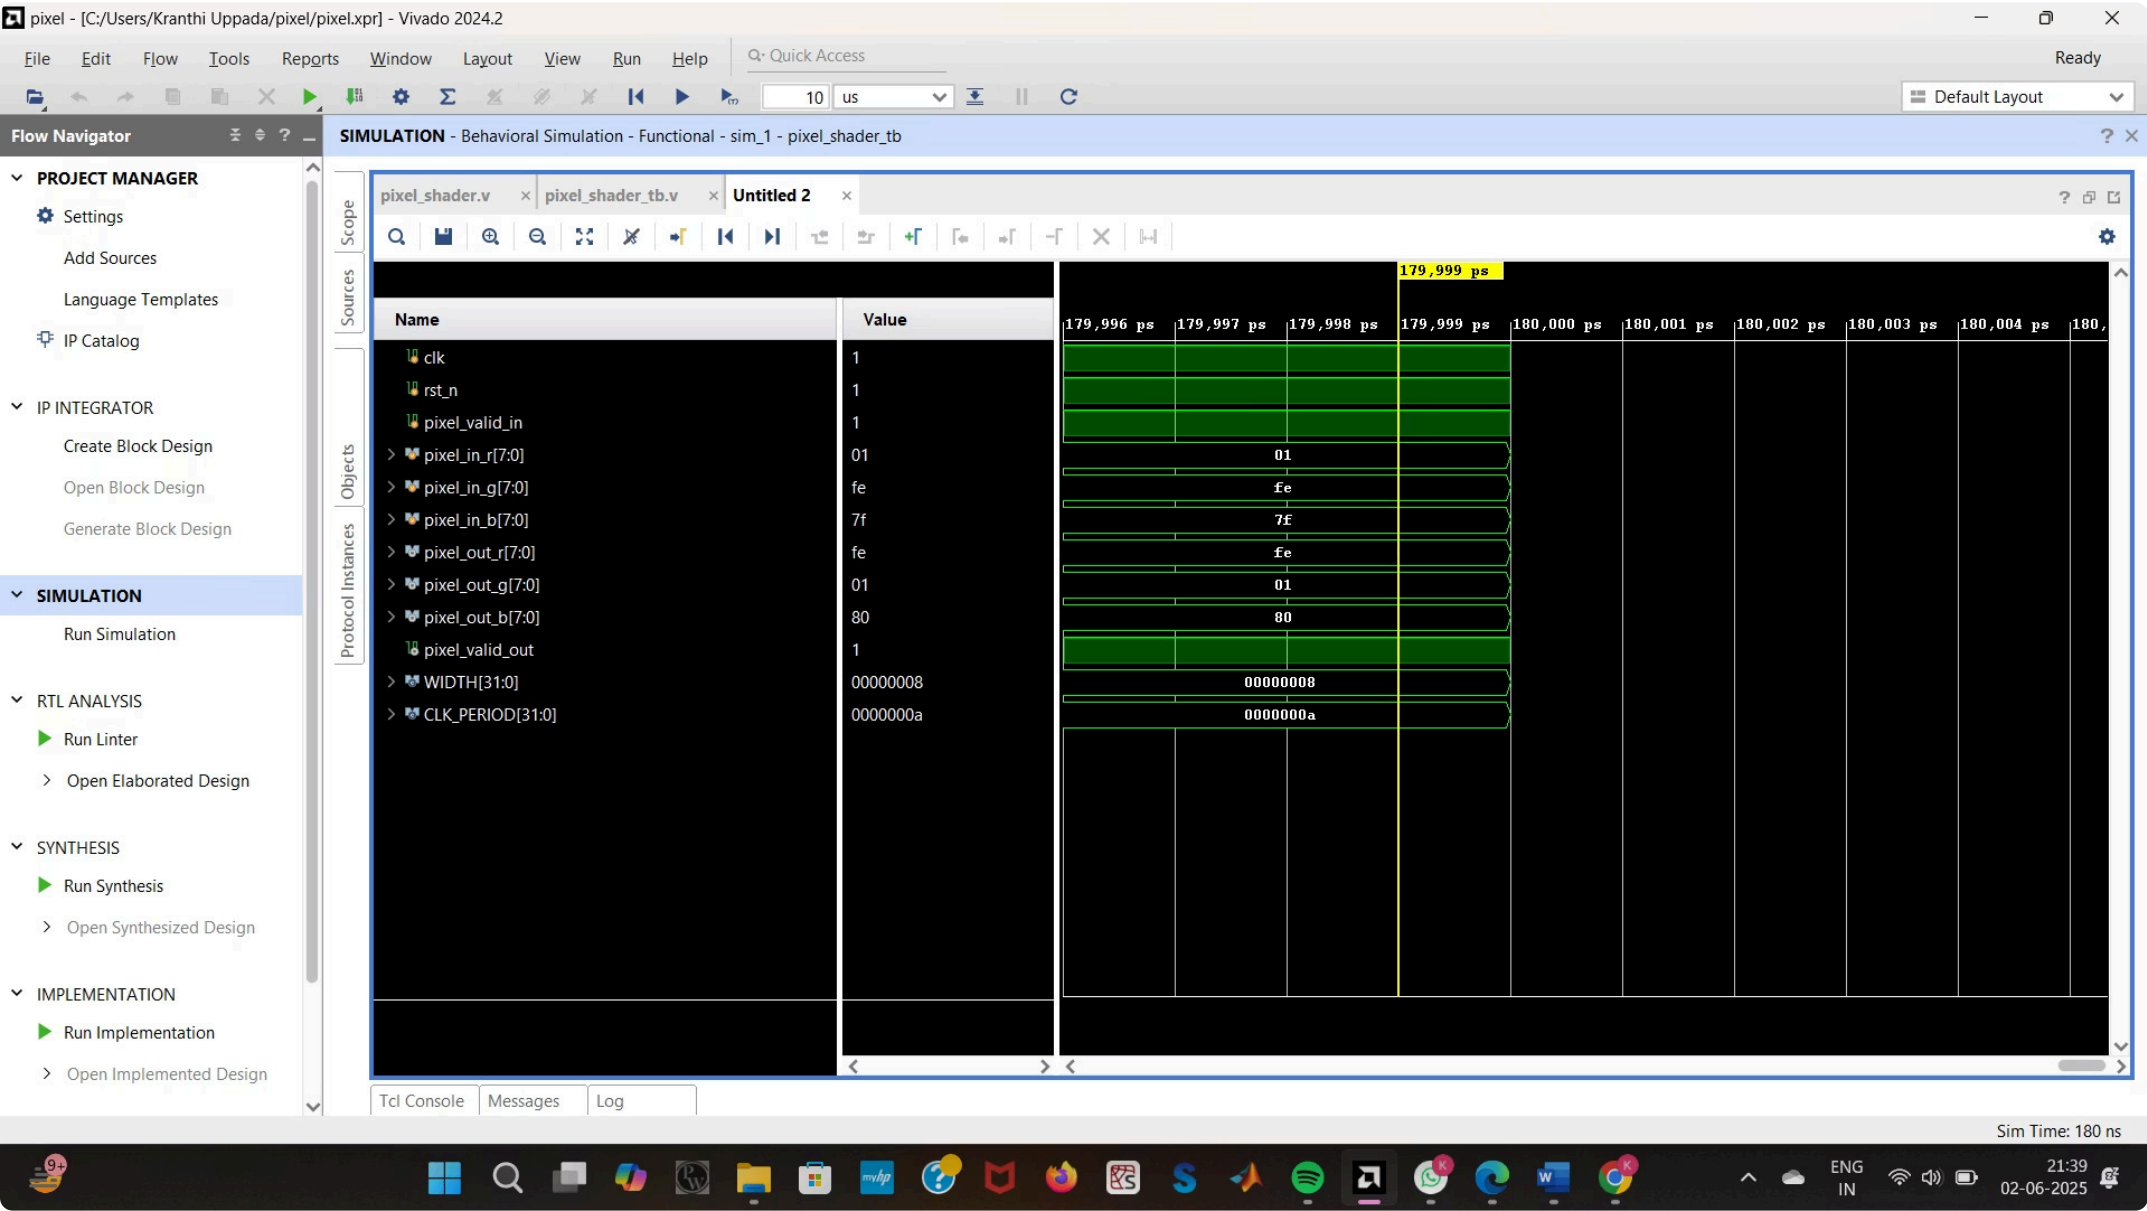 pixel - [C:/Users/Kranthi Uppada/pixel/pixel.xpr] - Vivado 2024.2
File Edit Flow Tools Reports Window Layout View Run Help Quick Access Ready
10 us Default Layout
Flow Navigator
SIMULATION - Behavioral Simulation - Functional - sim_1 - pixel_shader_tb
PROJECT MANAGER
Settings
Add Sources
Language Templates
IP Catalog
IP INTEGRATOR
Create Block Design
Open Block Design
Generate Block Design
SIMULATION
Run Simulation
RTL ANALYSIS
Run Linter
Open Elaborated Design
SYNTHESIS
Run Synthesis
Open Synthesized Design
IMPLEMENTATION
Run Implementation
Open Implemented Design
Scope
Sources
Objects
Protocol Instances
pixel_shader.v pixel_shader_tb.v Untitled 2
179,999 ps
Name Value
179,996 ps 179,997 ps 179,998 ps 179,999 ps 180,000 ps 180,001 ps 180,002 ps 180,003 ps 180,004 ps 180,
clk 1
rst_n 1
pixel_valid_in 1
pixel_in_r[7:0] 01 01
pixel_in_g[7:0] fe fe
pixel_in_b[7:0] 7f 7f
pixel_out_r[7:0] fe fe
pixel_out_g[7:0] 01 01
pixel_out_b[7:0] 80 80
pixel_valid_out 1
WIDTH[31:0] 00000008 00000008
CLK_PERIOD[31:0] 0000000a 0000000a
Tcl Console Messages Log
Sim Time: 180 ns
9+
myhp
K
K
ENG
IN
21:39
02-06-2025